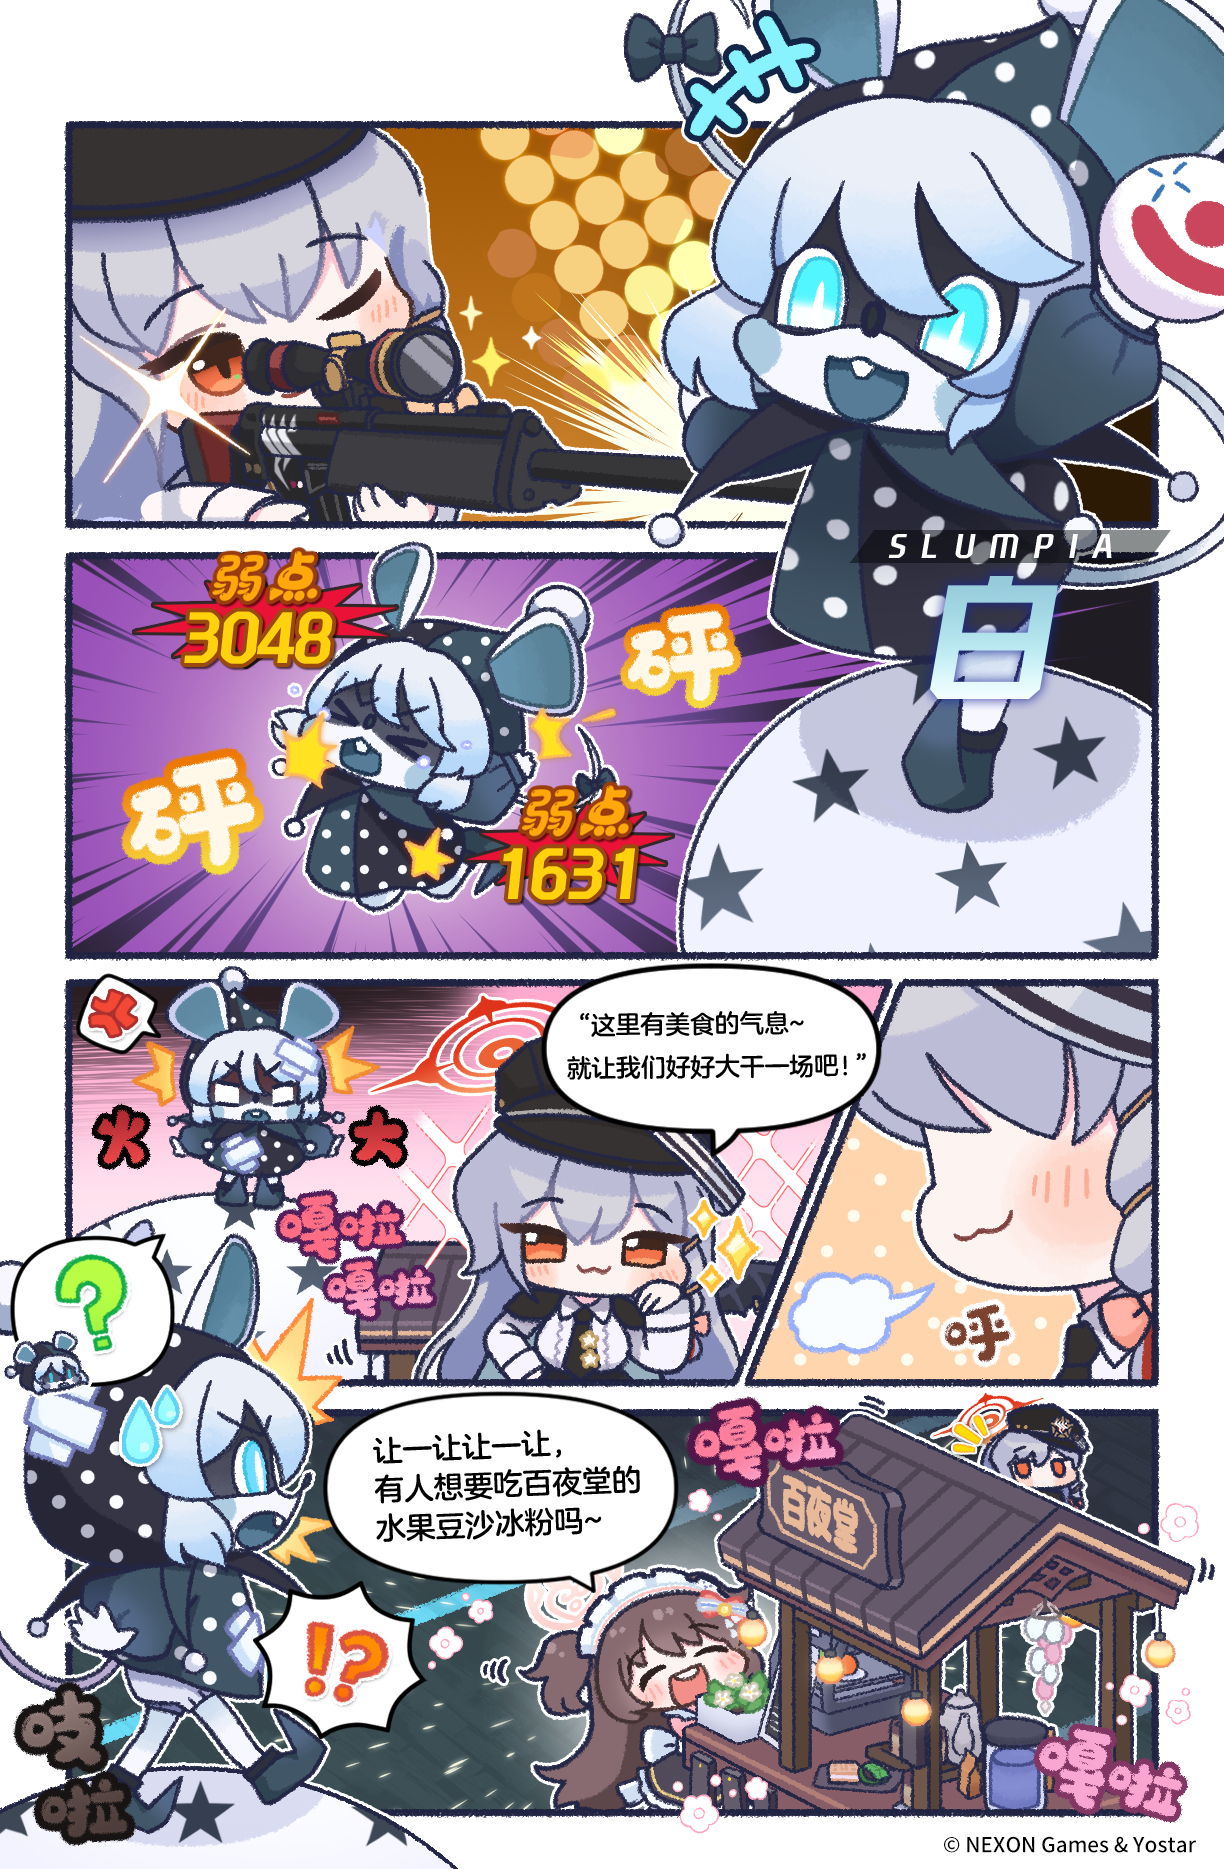 SLUMPIA
白
弱点
3048
砰
砰
弱点
1631
“这里有美食的气息~
就让我们好好大干一场吧！”
火
大
嘎啦
嘎啦
呼
?
让一让让一让，
有人想要吃百夜堂的
水果豆沙冰粉吗~
嘎啦
百夜堂
!?
吱
啦
嘎啦
© NEXON Games & Yostar